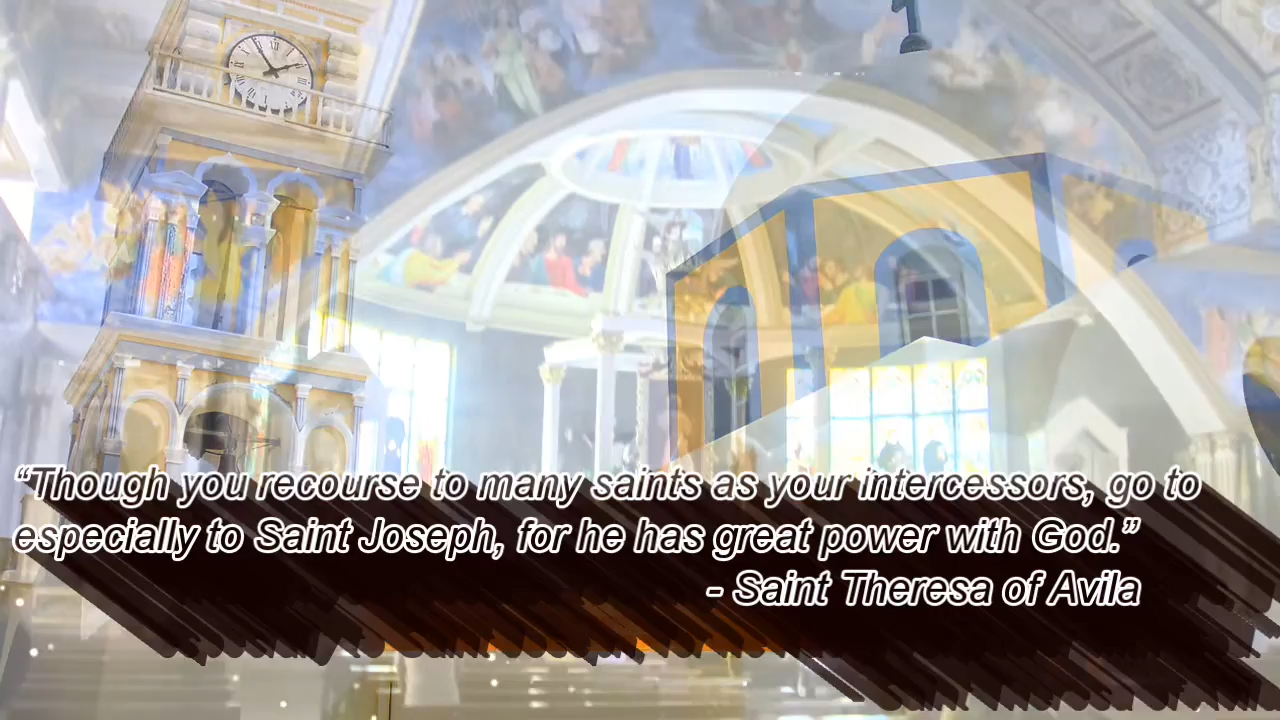 “Though you recourse to many saints as your intercessors, go to
especially to Saint Joseph, for he has great power with God.”
- Saint Theresa of Avila